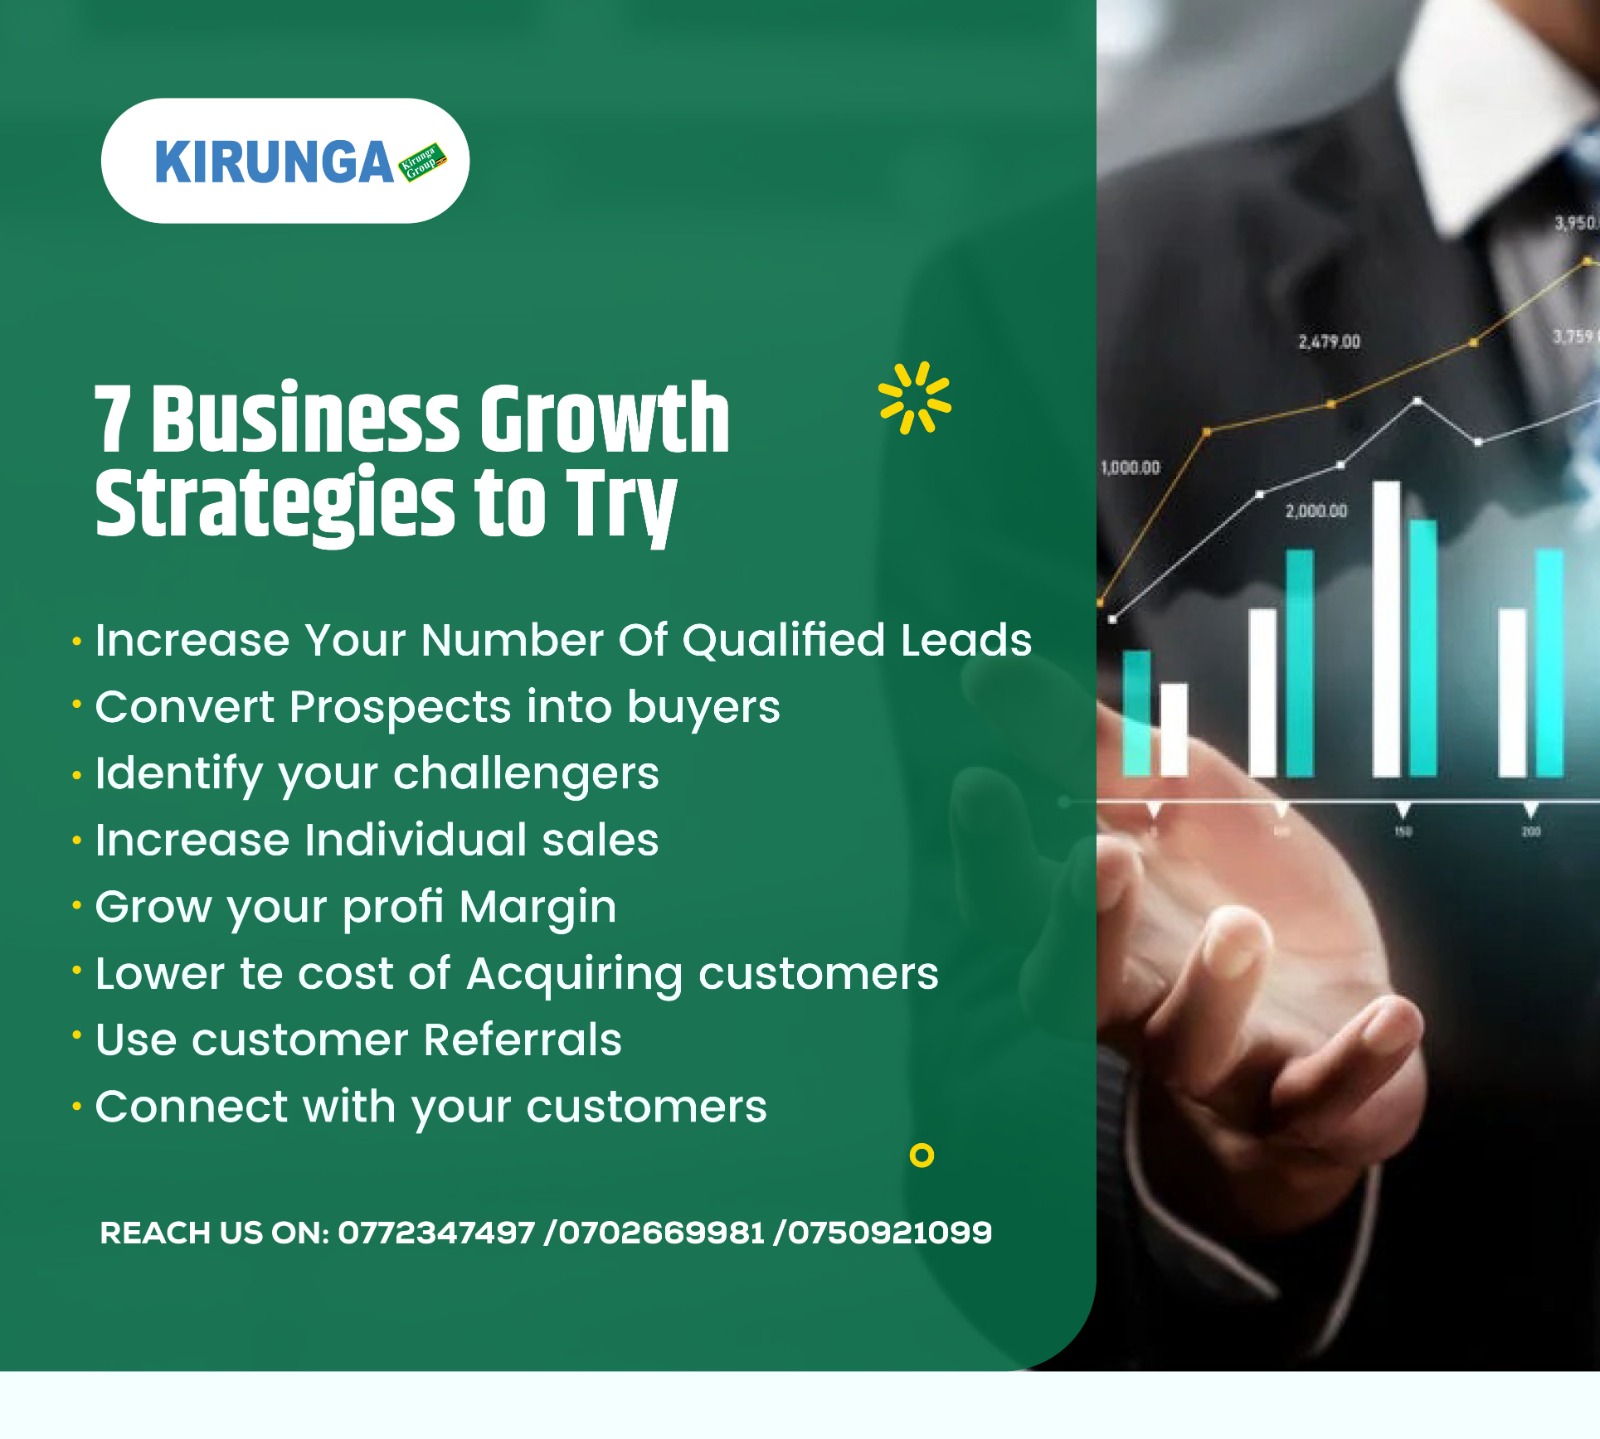 KIRUNGA
Kirunga
Group
7 Business Growth
Strategies to Try
• Increase Your Number Of Qualified Leads
• Convert Prospects into buyers
• Identify your challengers
• Increase Individual sales
• Grow your profi Margin
• Lower te cost of Acquiring customers
• Use customer Referrals
• Connect with your customers
REACH US ON: 0772347497 /0702669981 /0750921099
3,950.
2,479.00
3,759
1,000.00
2,000.00
150
200